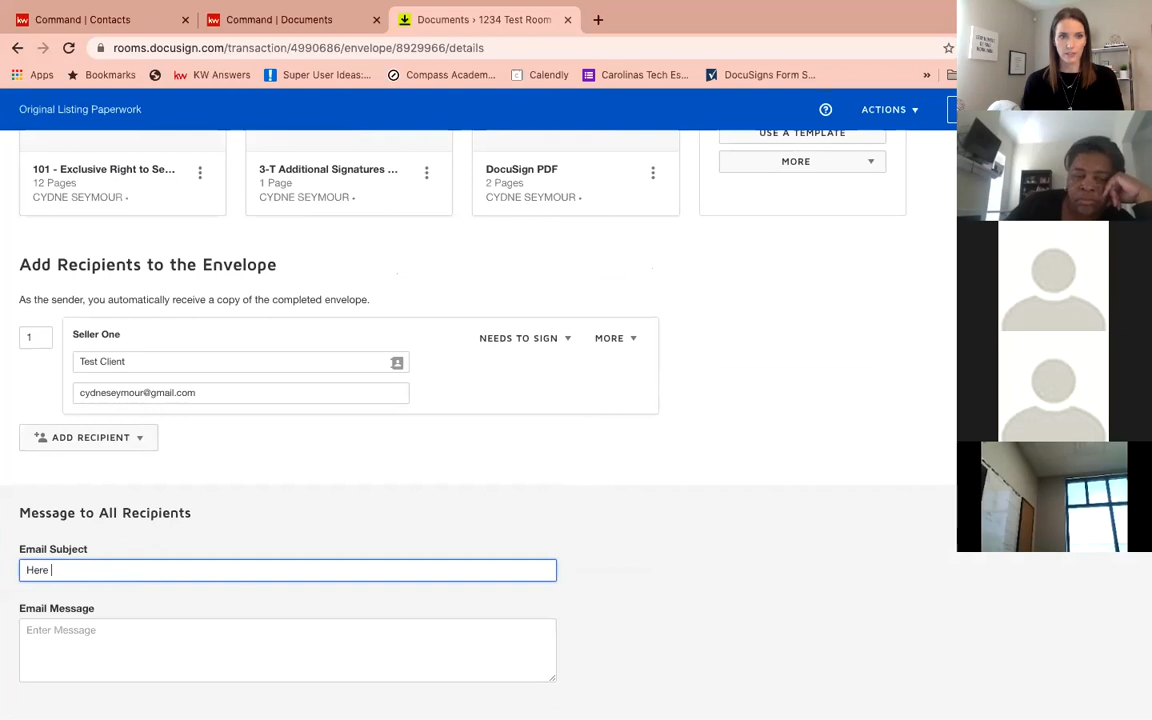 Command | Contacts
Command | Documents
Documents › 1234 Test Room
rooms.docusign.com/transaction/4990686/envelope/8929966/details
Apps
Bookmarks
KW Answers
Super User Ideas:...
Compass Academ...
Calendly
Carolinas Tech Es...
DocuSigns Form S...
»
Original Listing Paperwork
ACTIONS
USE A TEMPLATE
101 - Exclusive Right to Se...
12 Pages
CYDNE SEYMOUR •
3-T Additional Signatures ...
1 Page
CYDNE SEYMOUR •
DocuSign PDF
2 Pages
CYDNE SEYMOUR •
MORE
Add Recipients to the Envelope
As the sender, you automatically receive a copy of the completed envelope.
1
Seller One
NEEDS TO SIGN
MORE
Test Client
cydneseymour@gmail.com
ADD RECIPIENT
Message to All Recipients
Email Subject
Here
Email Message
Enter Message